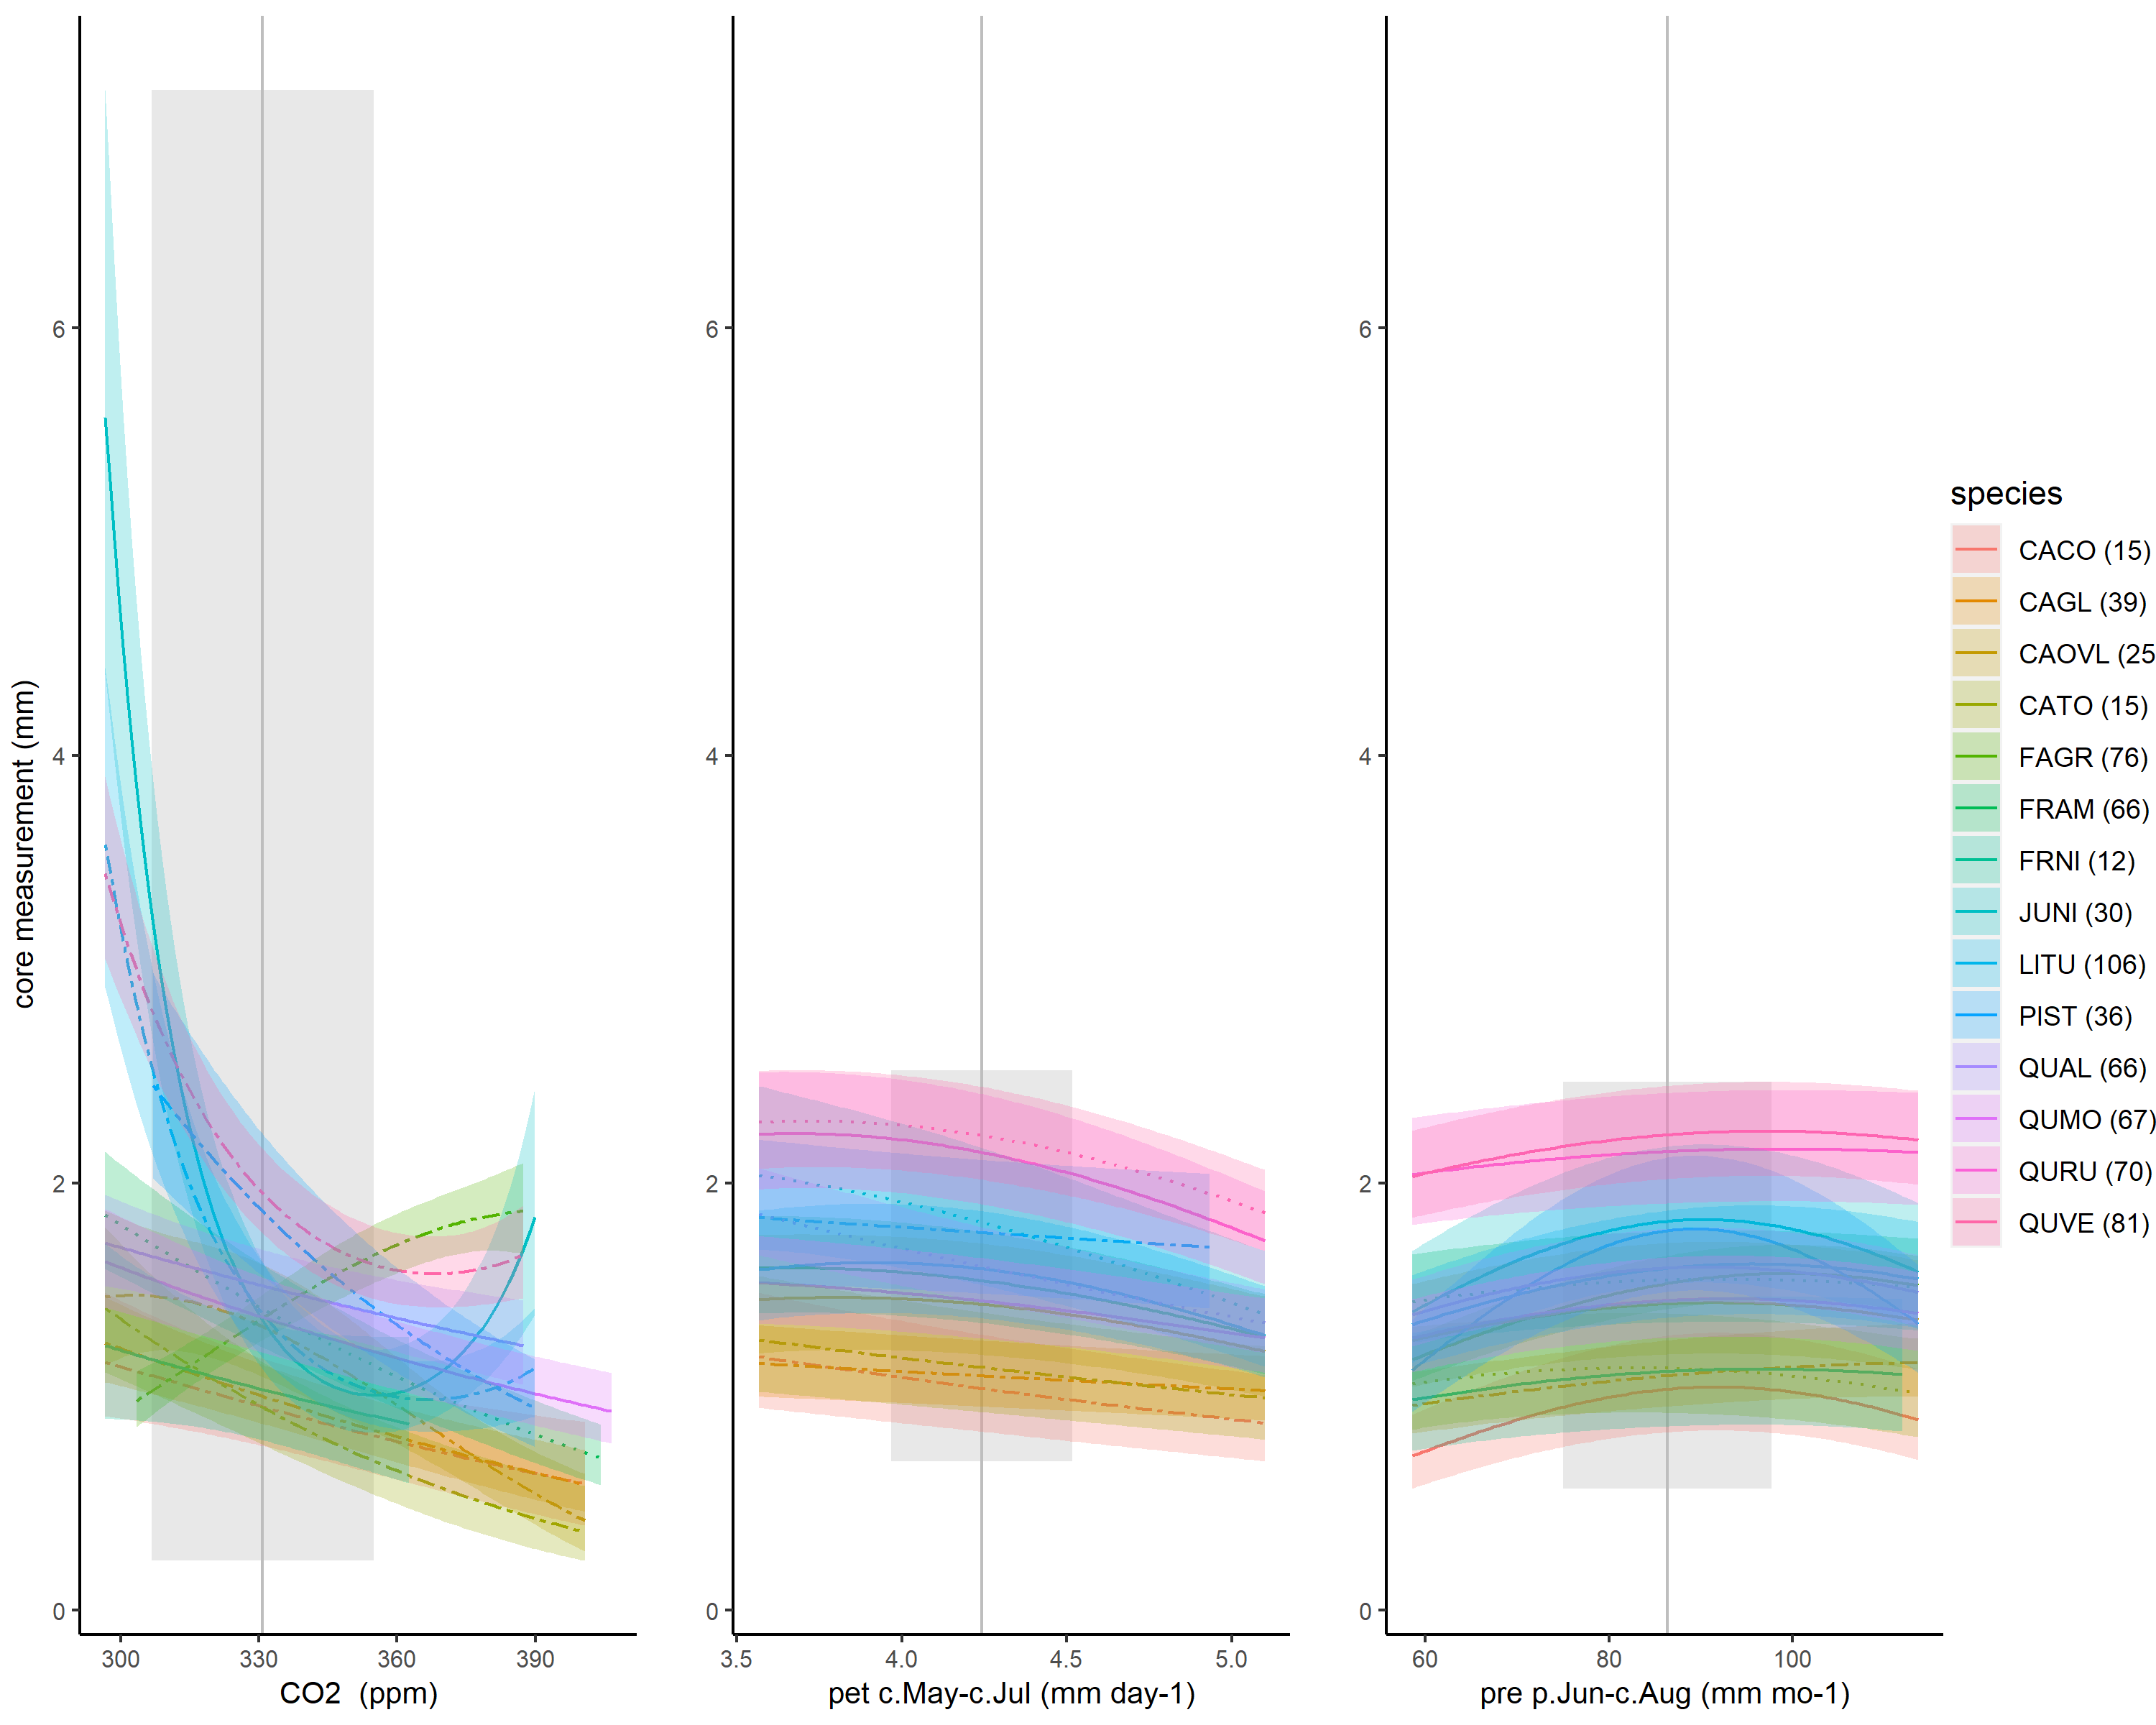 core measurement (mm)
6
4
2
0
300 330 360 390
CO2 (ppm)
6
4
2
0
3.5 4.0 4.5 5.0
pet c.May-c.Jul (mm day-1)
6
4
2
0
60 80 100
pre p.Jun-c.Aug (mm mo-1)
species
CACO (15)
CAGL (39)
CAOVL (25
CATO (15)
FAGR (76)
FRAM (66)
FRNI (12)
JUNI (30)
LITU (106)
PIST (36)
QUAL (66)
QUMO (67)
QURU (70)
QUVE (81)